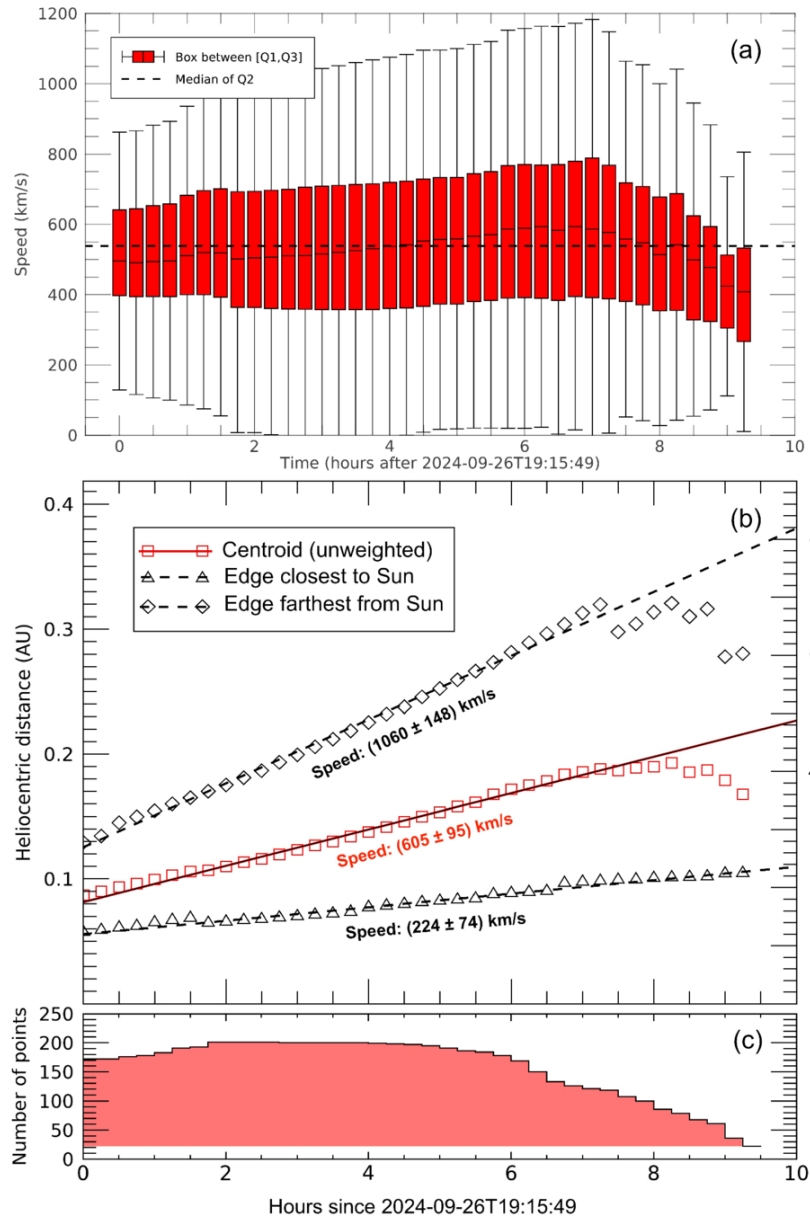 1200
1000
800
600
400
200
0
Speed (km/s)
Box between [Q1,Q3]
Median of Q2
(a)
0
2
4
6
8
10
Time (hours after 2024-09-26T19:15:49)
0.4
0.3
0.2
0.1
Heliocentric distance (AU)
(b)
Centroid (unweighted)
Edge closest to Sun
Edge farthest from Sun
Speed: (1060 ± 148) km/s
Speed: (605 ± 95) km/s
Speed: (224 ± 74) km/s
250
200
150
100
50
0
Number of points
(c)
0
2
4
6
8
10
Hours since 2024-09-26T19:15:49